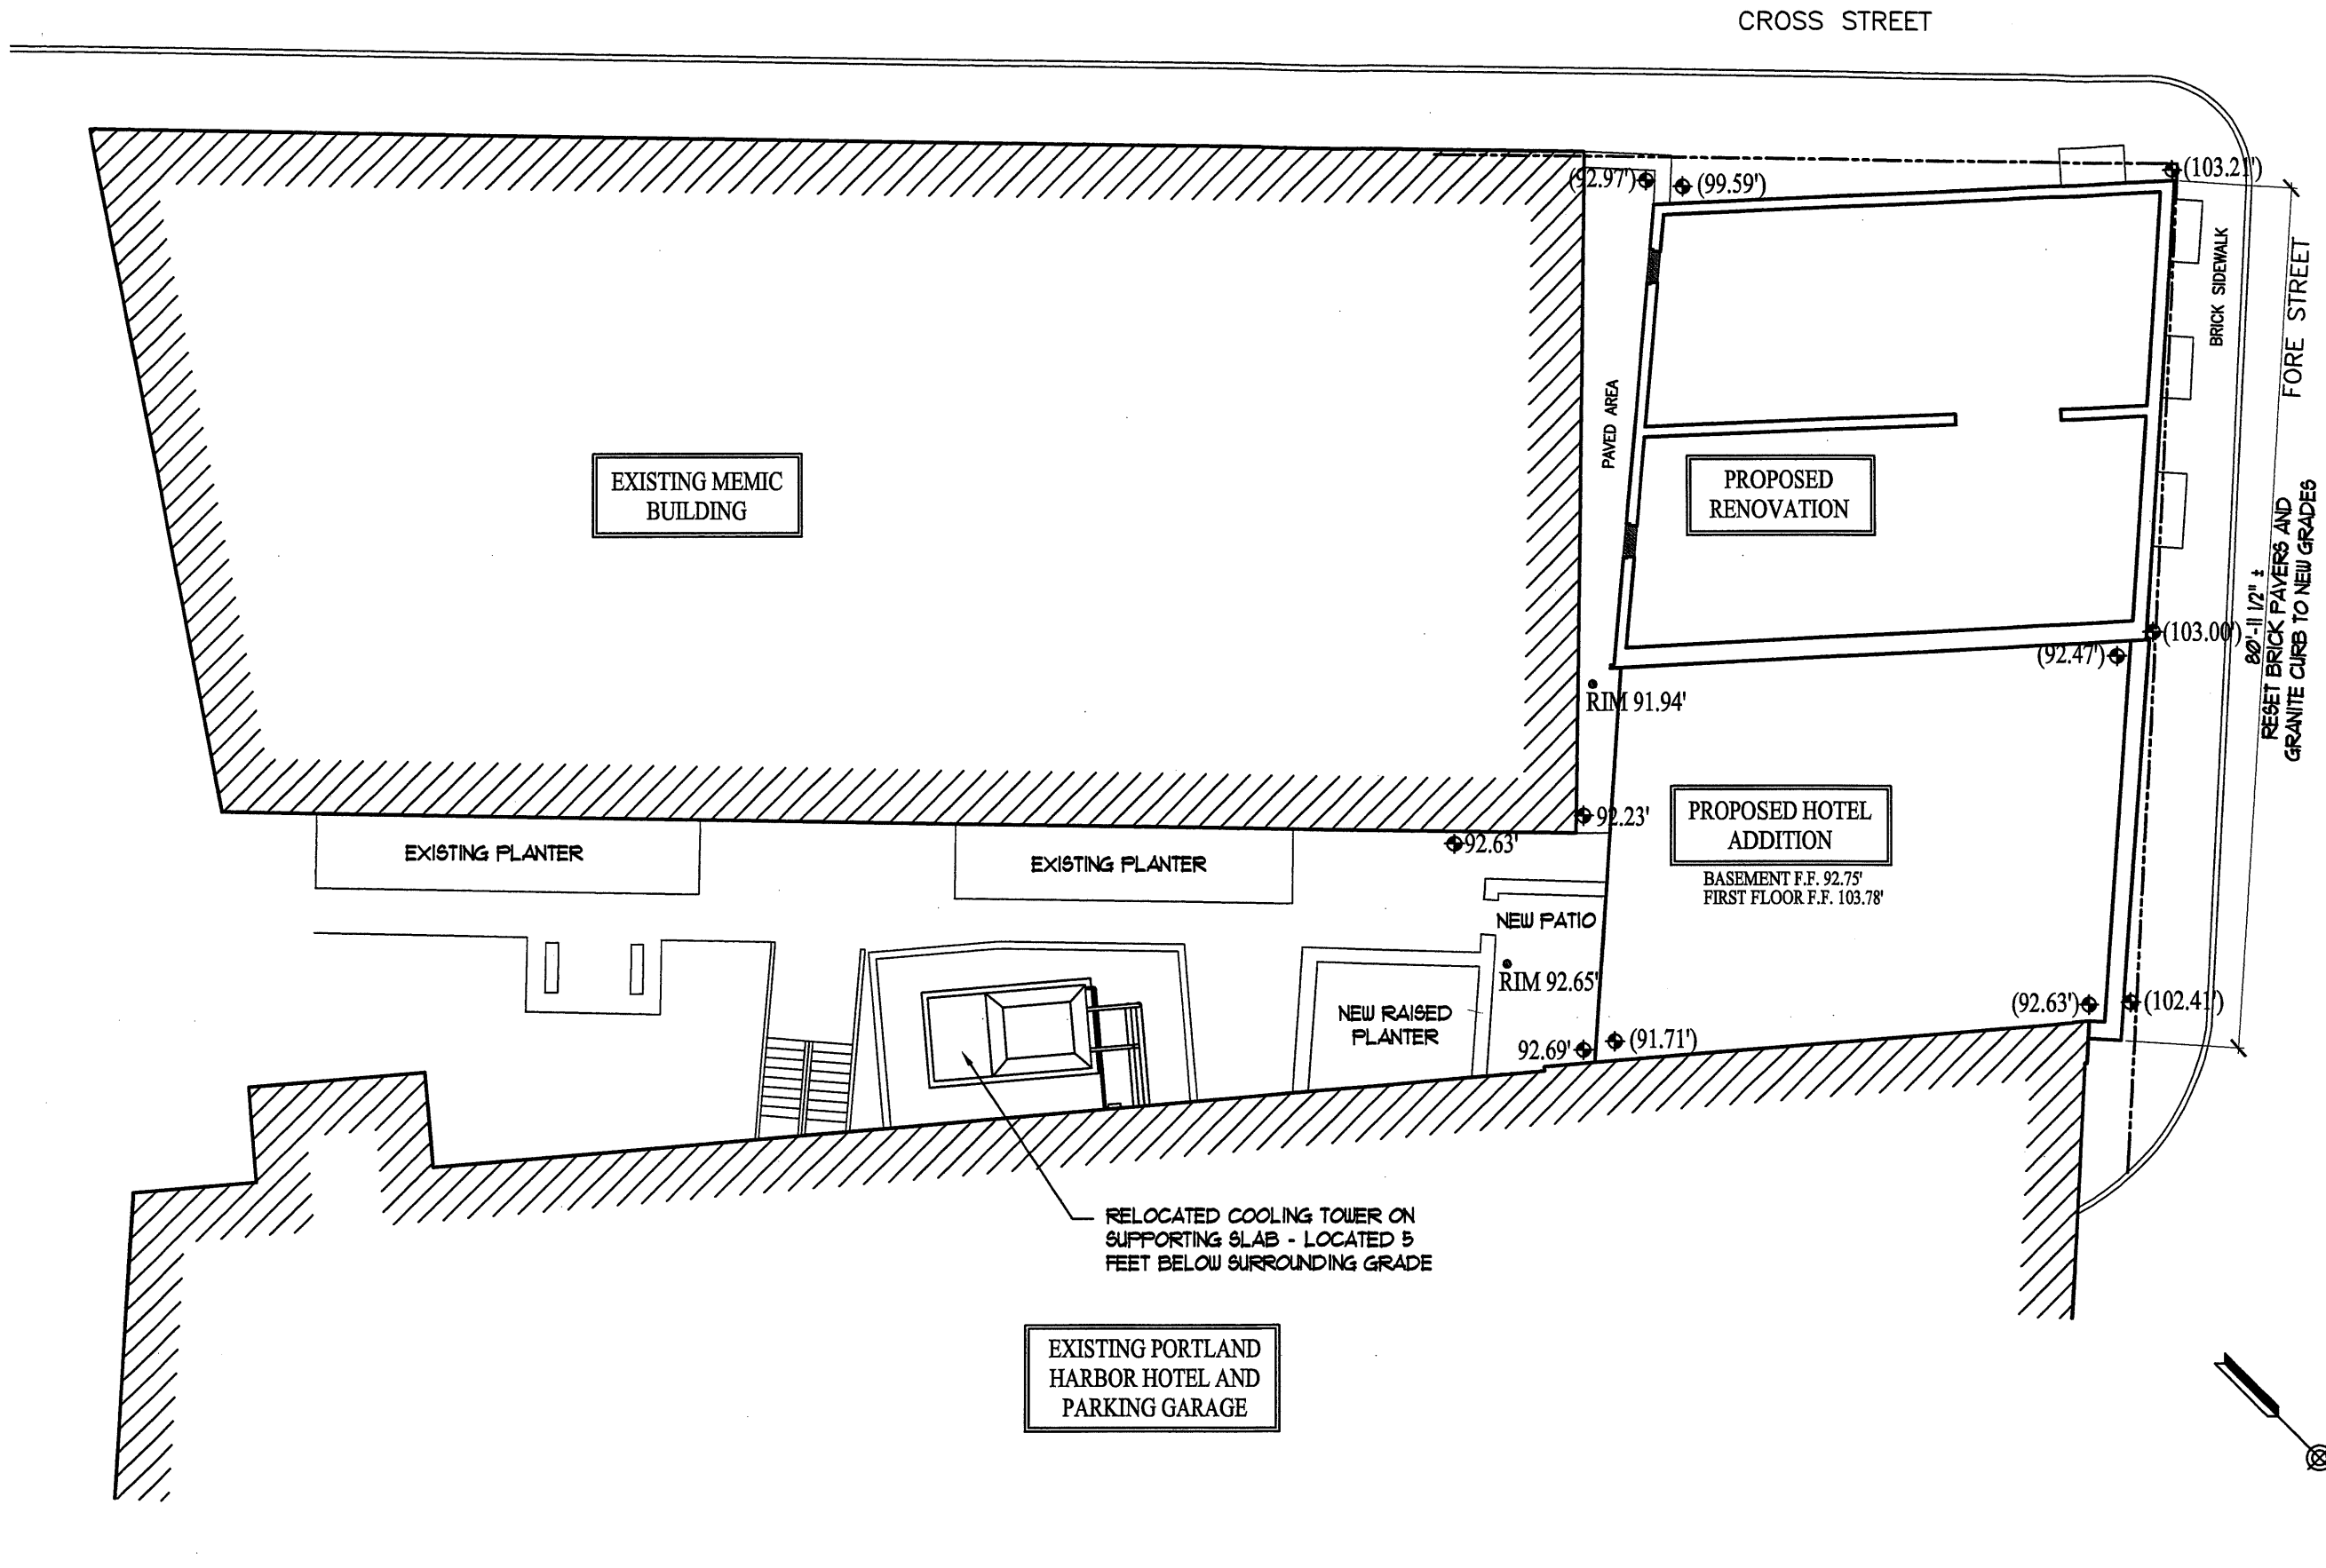 CROSS STREET
(92.97')
(99.59')
(103.21')
BRICK SIDEWALK
FORE STREET
PAVED AREA
EXISTING MEMIC
BUILDING
PROPOSED
RENOVATION
80'-11 1/2" ±
RESET BRICK PAVERS AND
GRANITE CURB TO NEW GRADES
(103.00')
(92.47')
RIM 91.94'
92.23'
92.63'
PROPOSED HOTEL
ADDITION
BASEMENT F.F. 92.75'
FIRST FLOOR F.F. 103.78'
EXISTING PLANTER
EXISTING PLANTER
NEW PATIO
RIM 92.65'
NEW RAISED
PLANTER
92.69'
(91.71')
(92.63')
(102.41')
RELOCATED COOLING TOWER ON
SUPPORTING SLAB - LOCATED 5
FEET BELOW SURROUNDING GRADE
EXISTING PORTLAND
HARBOR HOTEL AND
PARKING GARAGE